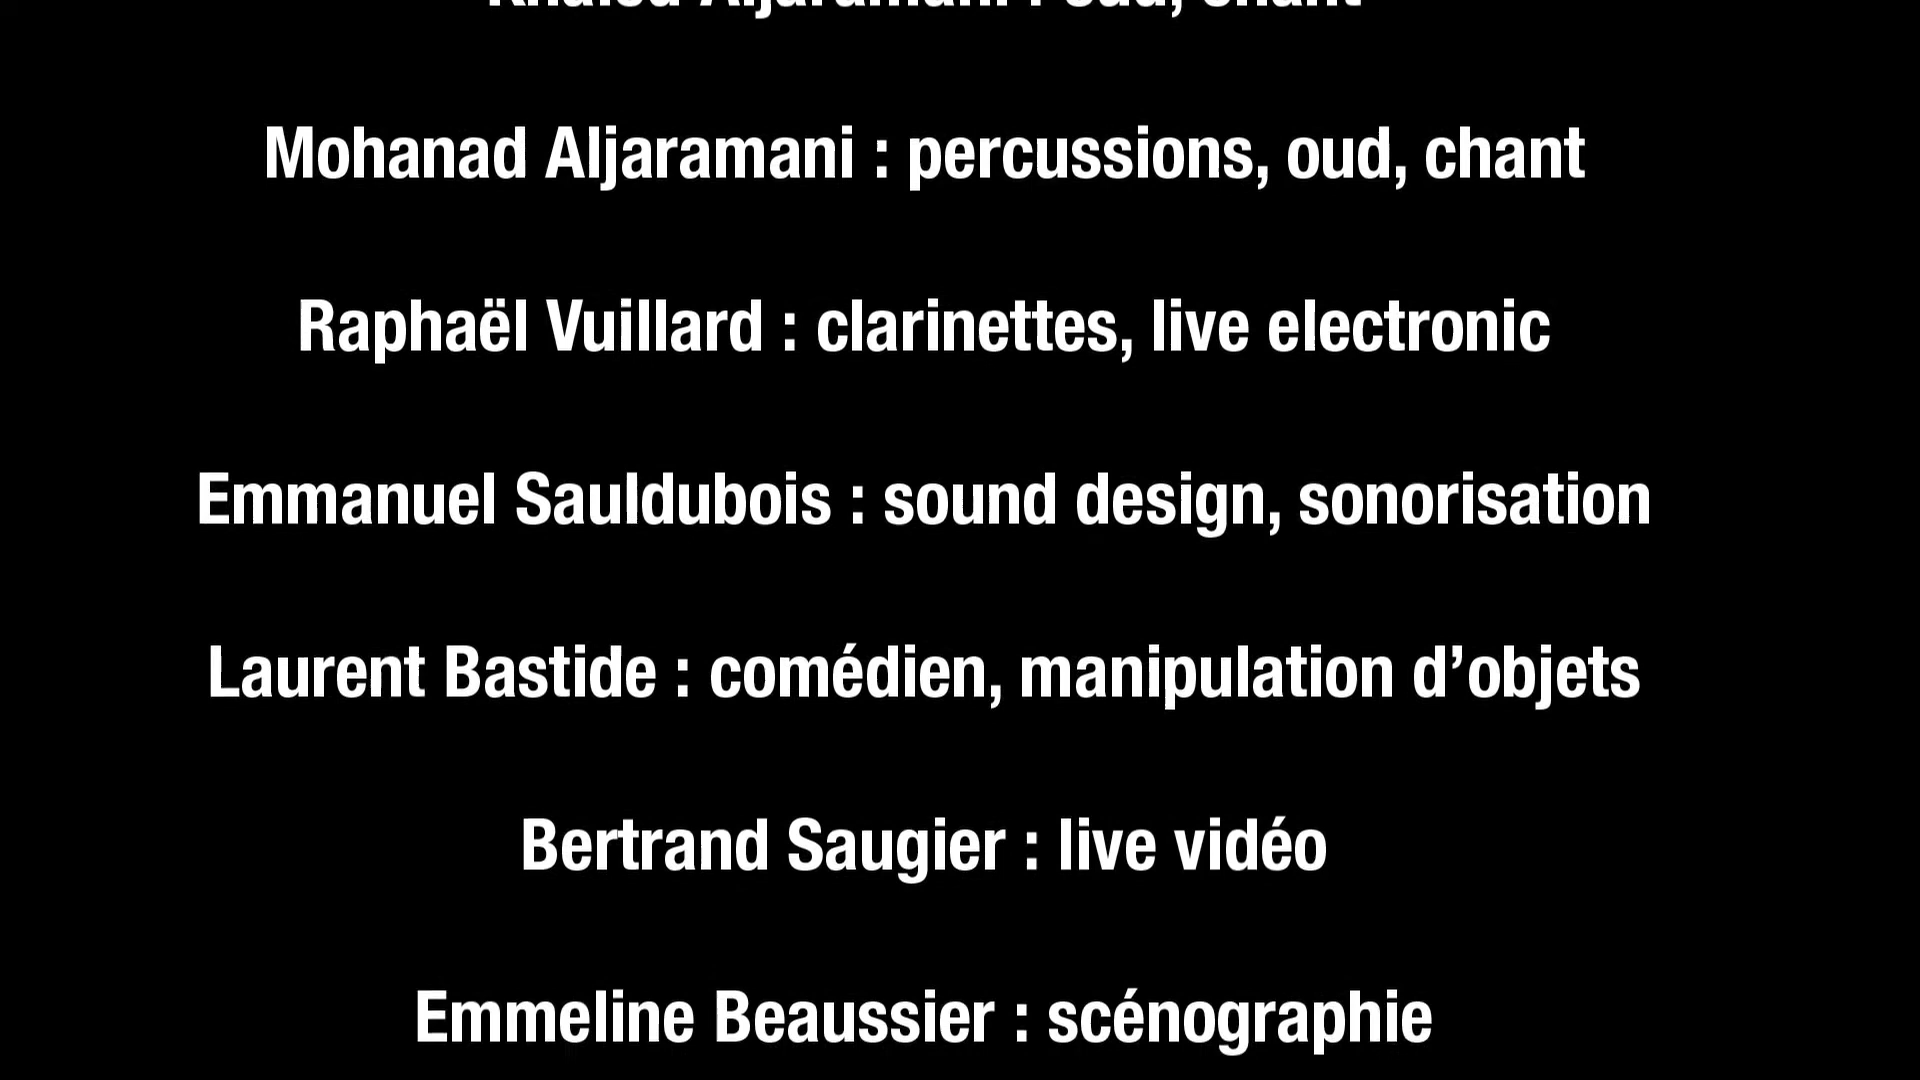 Khaled Aljaramani : oud, chant
Mohanad Aljaramani : percussions, oud, chant
Raphaël Vuillard : clarinettes, live electronic
Emmanuel Sauldubois : sound design, sonorisation
Laurent Bastide : comédien, manipulation d’objets
Bertrand Saugier : live vidéo
Emmeline Beaussier : scénographie